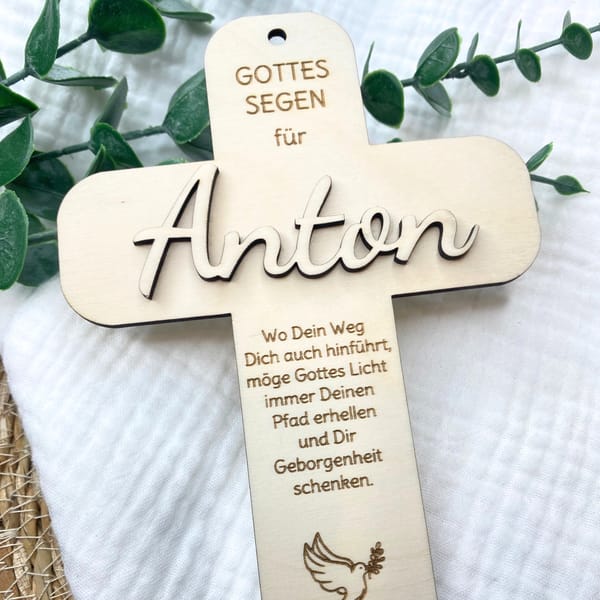 GOTTES
SEGEN
für
Anton
Wo Dein Weg
Dich auch hinführt,
möge Gottes Licht
immer Deinen
Pfad erhellen
und Dir
Geborgenheit
schenken.